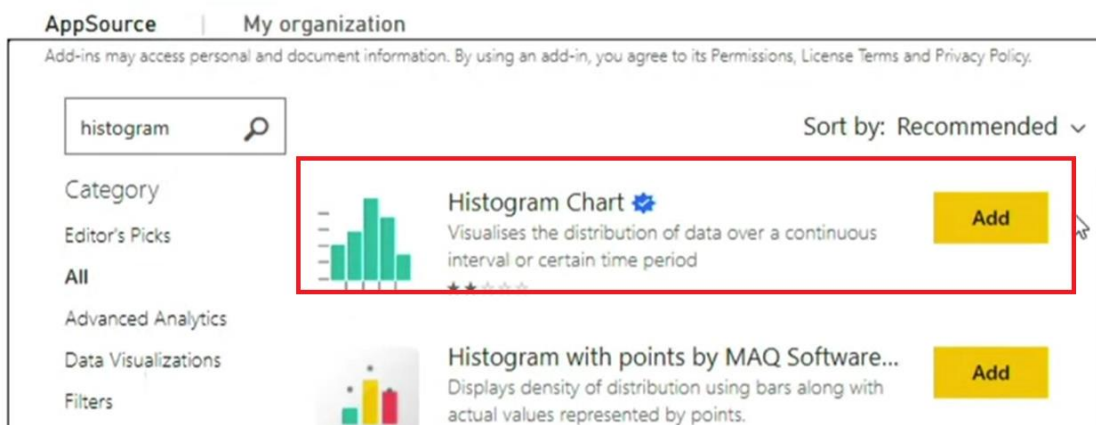 AppSource | My organization
Add-ins may access personal and document information. By using an add-in, you agree to its Permissions, License Terms and Privacy Policy.
histogram
Sort by: Recommended
Category
Editor's Picks
All
Advanced Analytics
Data Visualizations
Filters
Histogram Chart
Visualises the distribution of data over a continuous
interval or certain time period
Add
Histogram with points by MAQ Software...
Displays density of distribution using bars along with
actual values represented by points.
Add